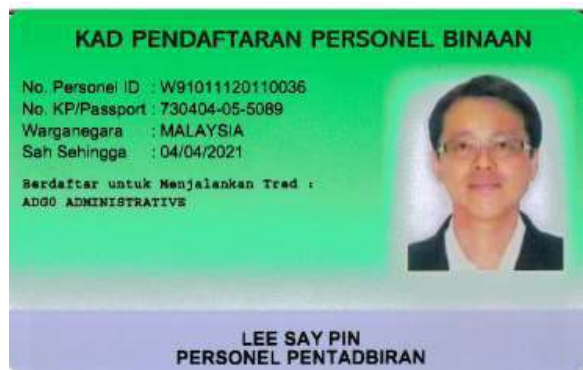 KAD PENDAFTARAN PERSONEL BINAAN
No. Personel ID : W91011120110036
No. KP/Passport : 730404-05-5089
Warganegara : MALAYSIA
Sah Sehingga : 04/04/2021
Berdaftar untuk Menjalankan Trad :
ADG0 ADMINISTRATIVE
LEE SAY PIN
PERSONEL PENTADBIRAN